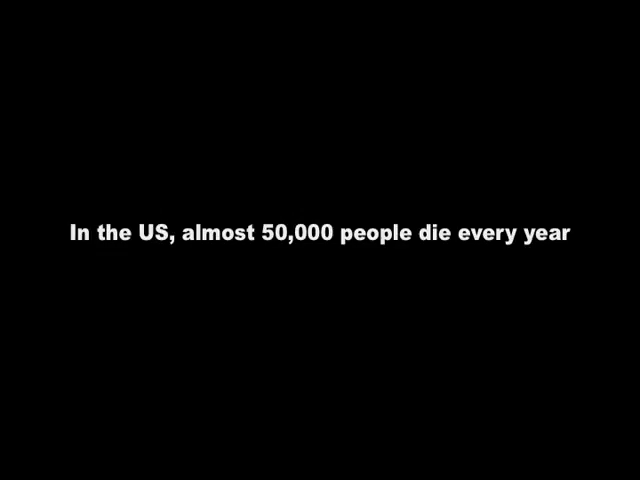 In the US, almost 50,000 people die every year